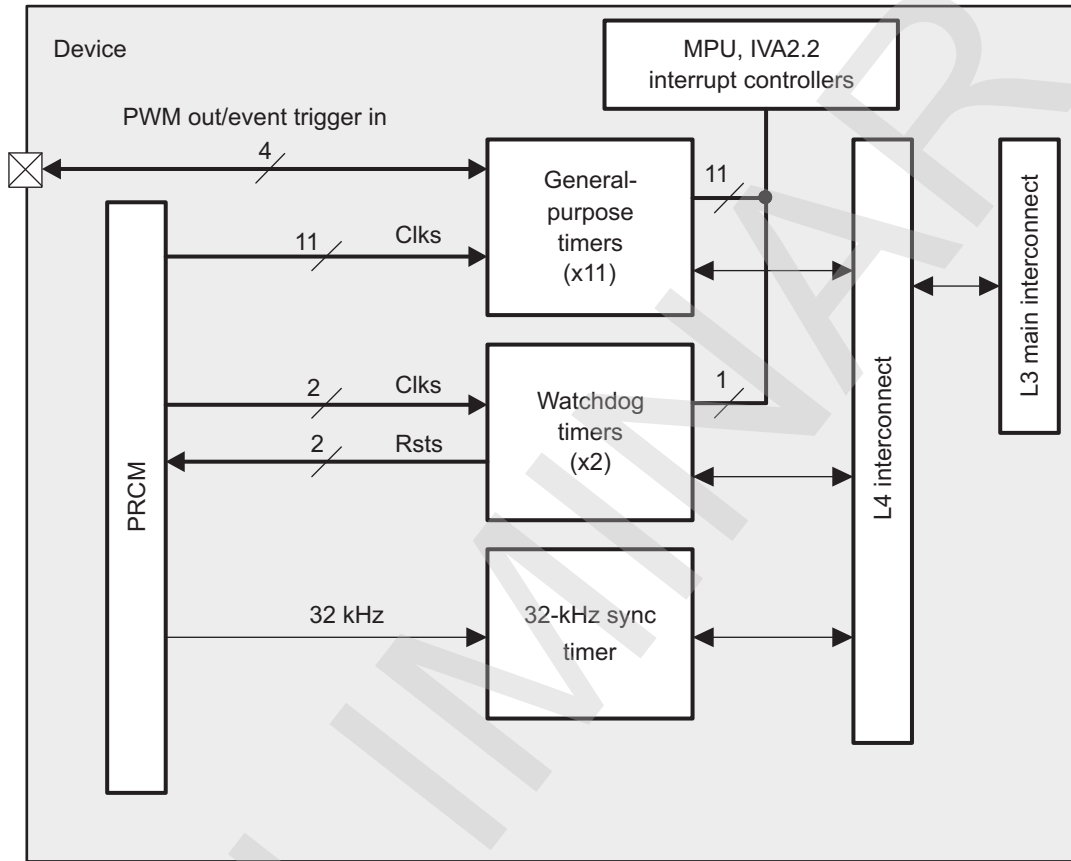 Device
MPU, IVA2.2
interrupt controllers
PWM out/event trigger in
4
General-
purpose
timers
(x11)
11
11
Clks
2
Clks
2
Rsts
Watchdog
timers
(x2)
1
32 kHz
32-kHz sync
timer
PRCM
L4 interconnect
L3 main interconnect
IMINAR